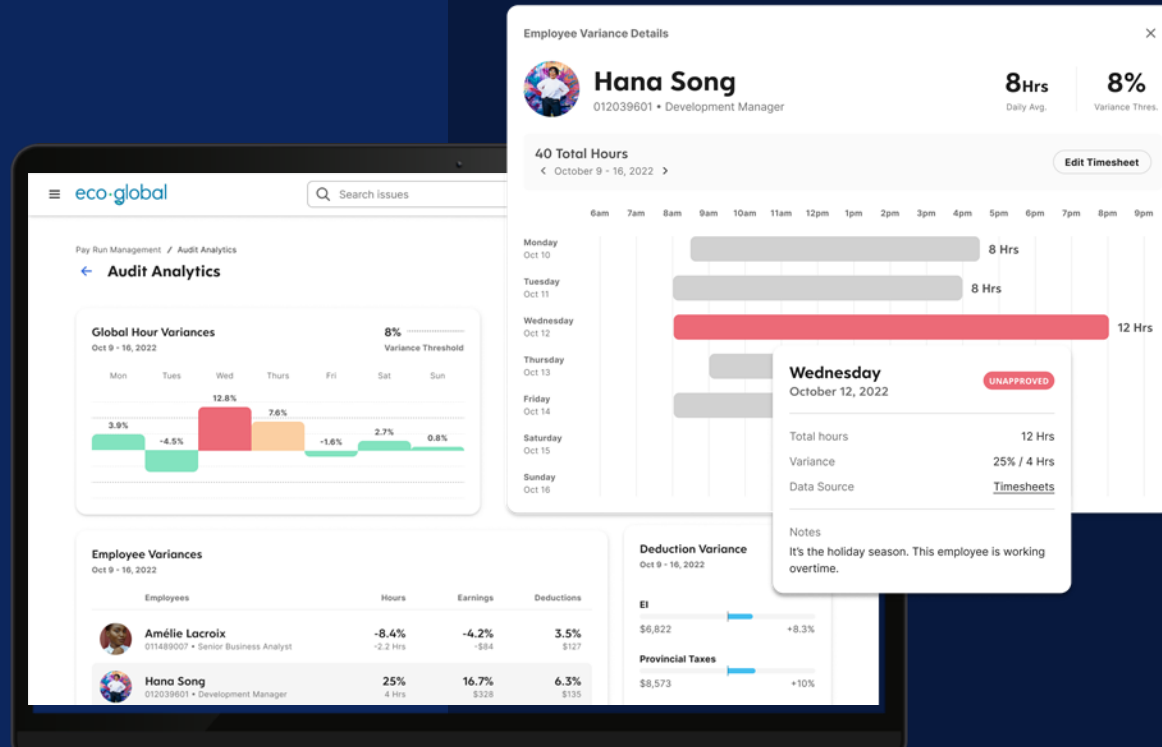 Employee Variance Details
Hana Song
012039601 • Development Manager
8Hrs
Daily Avg.
8%
Variance Thres.
40 Total Hours
October 9 - 16, 2022
Edit Timesheet
6am 7am 8am 9am 10am 11am 12pm 1pm 2pm 3pm 4pm 5pm 6pm 7pm 8pm 9pm
Monday
Oct 10
8 Hrs
Tuesday
Oct 11
8 Hrs
Wednesday
Oct 12
12 Hrs
Thursday
Oct 13
Friday
Oct 14
Saturday
Oct 15
Sunday
Oct 16
Wednesday
October 12, 2022
UNAPPROVED
Total hours 12 Hrs
Variance 25% / 4 Hrs
Data Source Timesheets
Notes
It's the holiday season. This employee is working
overtime.
eco·global
Search issues
Pay Run Management / Audit Analytics
Audit Analytics
Global Hour Variances
Oct 9 - 16, 2022
8%
Variance Threshold
Mon Tues Wed Thurs Fri Sat Sun
3.9% -4.5% 12.8% 7.6% -1.6% 2.7% 0.8%
Employee Variances
Oct 9 - 16, 2022
Employees Hours Earnings Deductions
Amélie Lacroix -8.4% -4.2% 3.5%
011489007 • Senior Business Analyst -2.2 Hrs -$84 $127
Hana Song 25% 16.7% 6.3%
012039601 • Development Manager 4 Hrs $328 $135
Deduction Variance
Oct 9 - 16, 2022
EI
$6,822 +8.3%
Provincial Taxes
$8,573 +10%